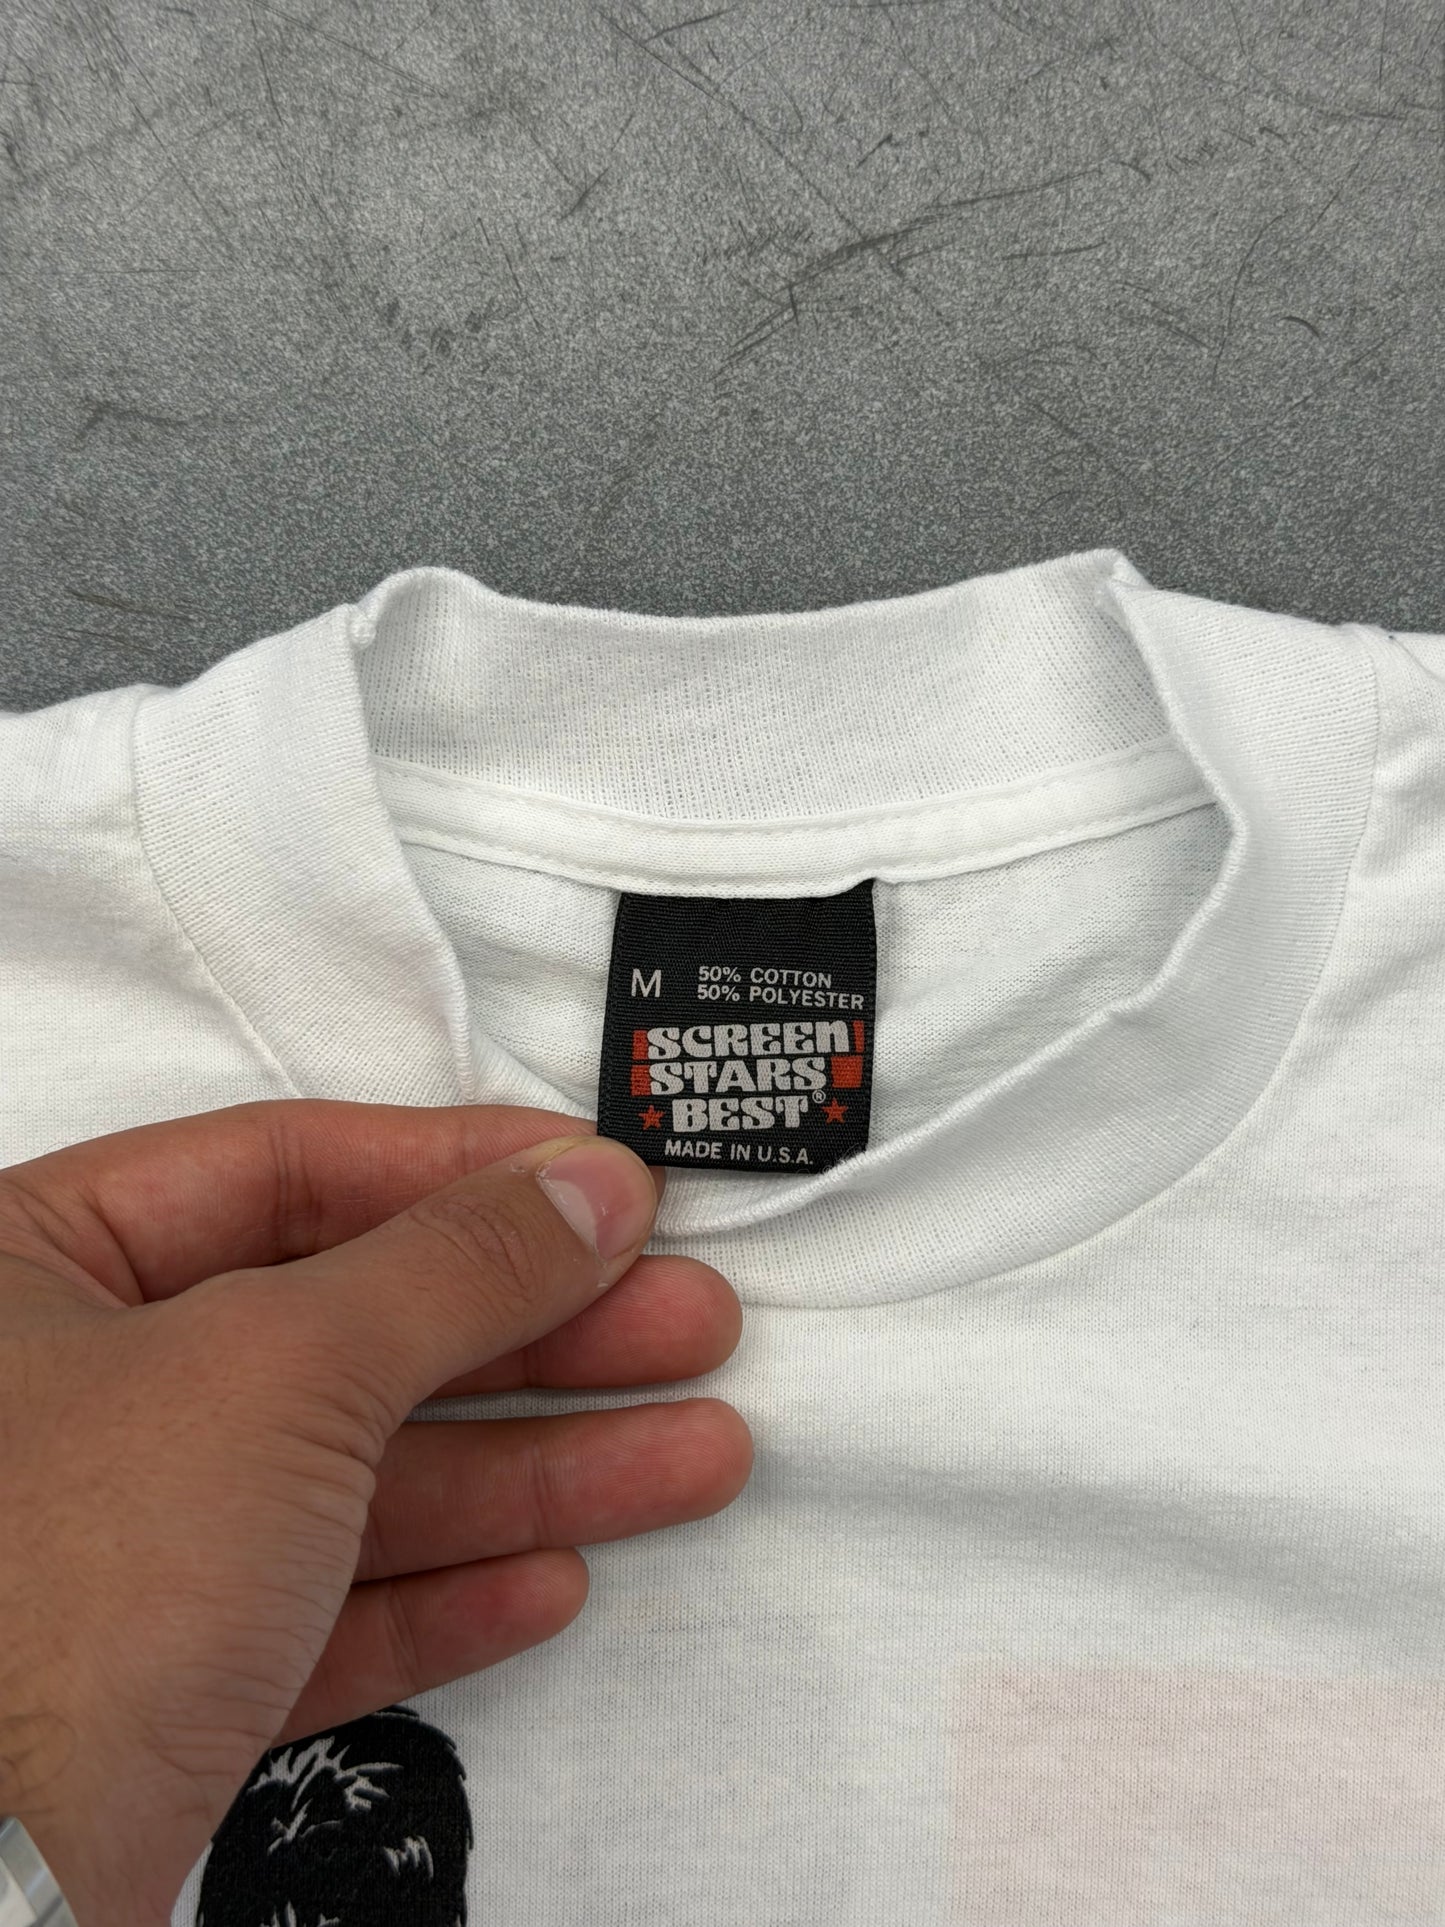 M
50% COTTON
50% POLYESTER
SCREEN
STARS
BEST®
MADE IN U.S.A.